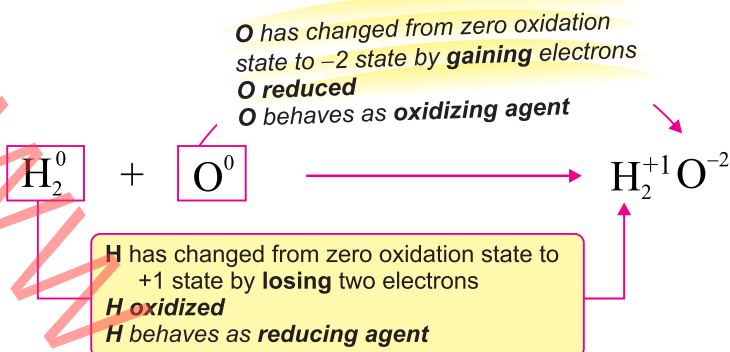 O has changed from zero oxidation
state to –2 state by gaining electrons
O reduced
O behaves as oxidizing agent
H₂⁰ + O⁰ → H₂⁺¹ O⁻²
H has changed from zero oxidation state to
+1 state by losing two electrons
H oxidized
H behaves as reducing agent